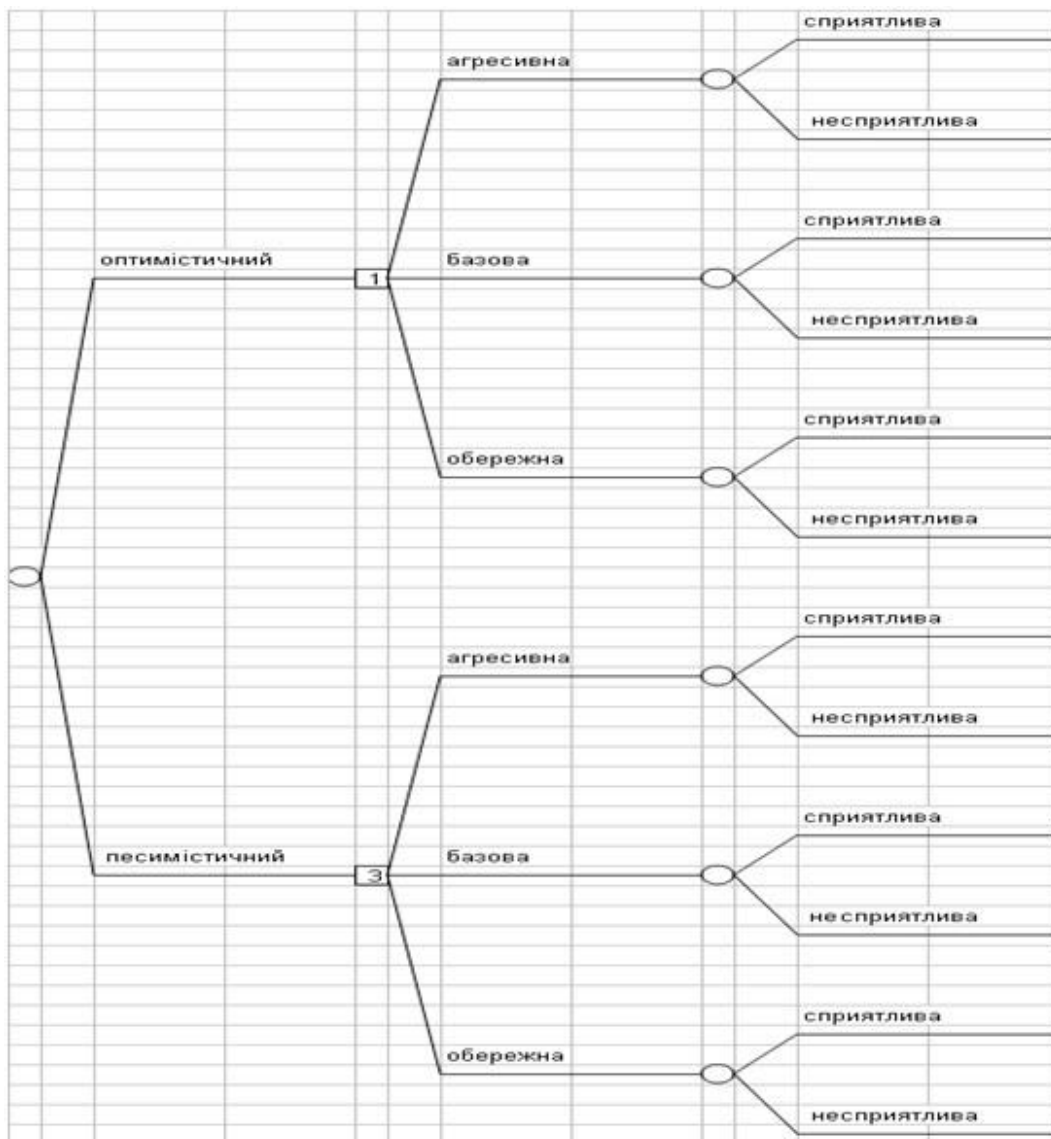 сприятлива
агресивна
несприятлива
сприятлива
оптимістичний
1
базова
несприятлива
сприятлива
обережна
несприятлива
сприятлива
агресивна
несприятлива
сприятлива
песимістичний
3
базова
несприятлива
сприятлива
обережна
несприятлива